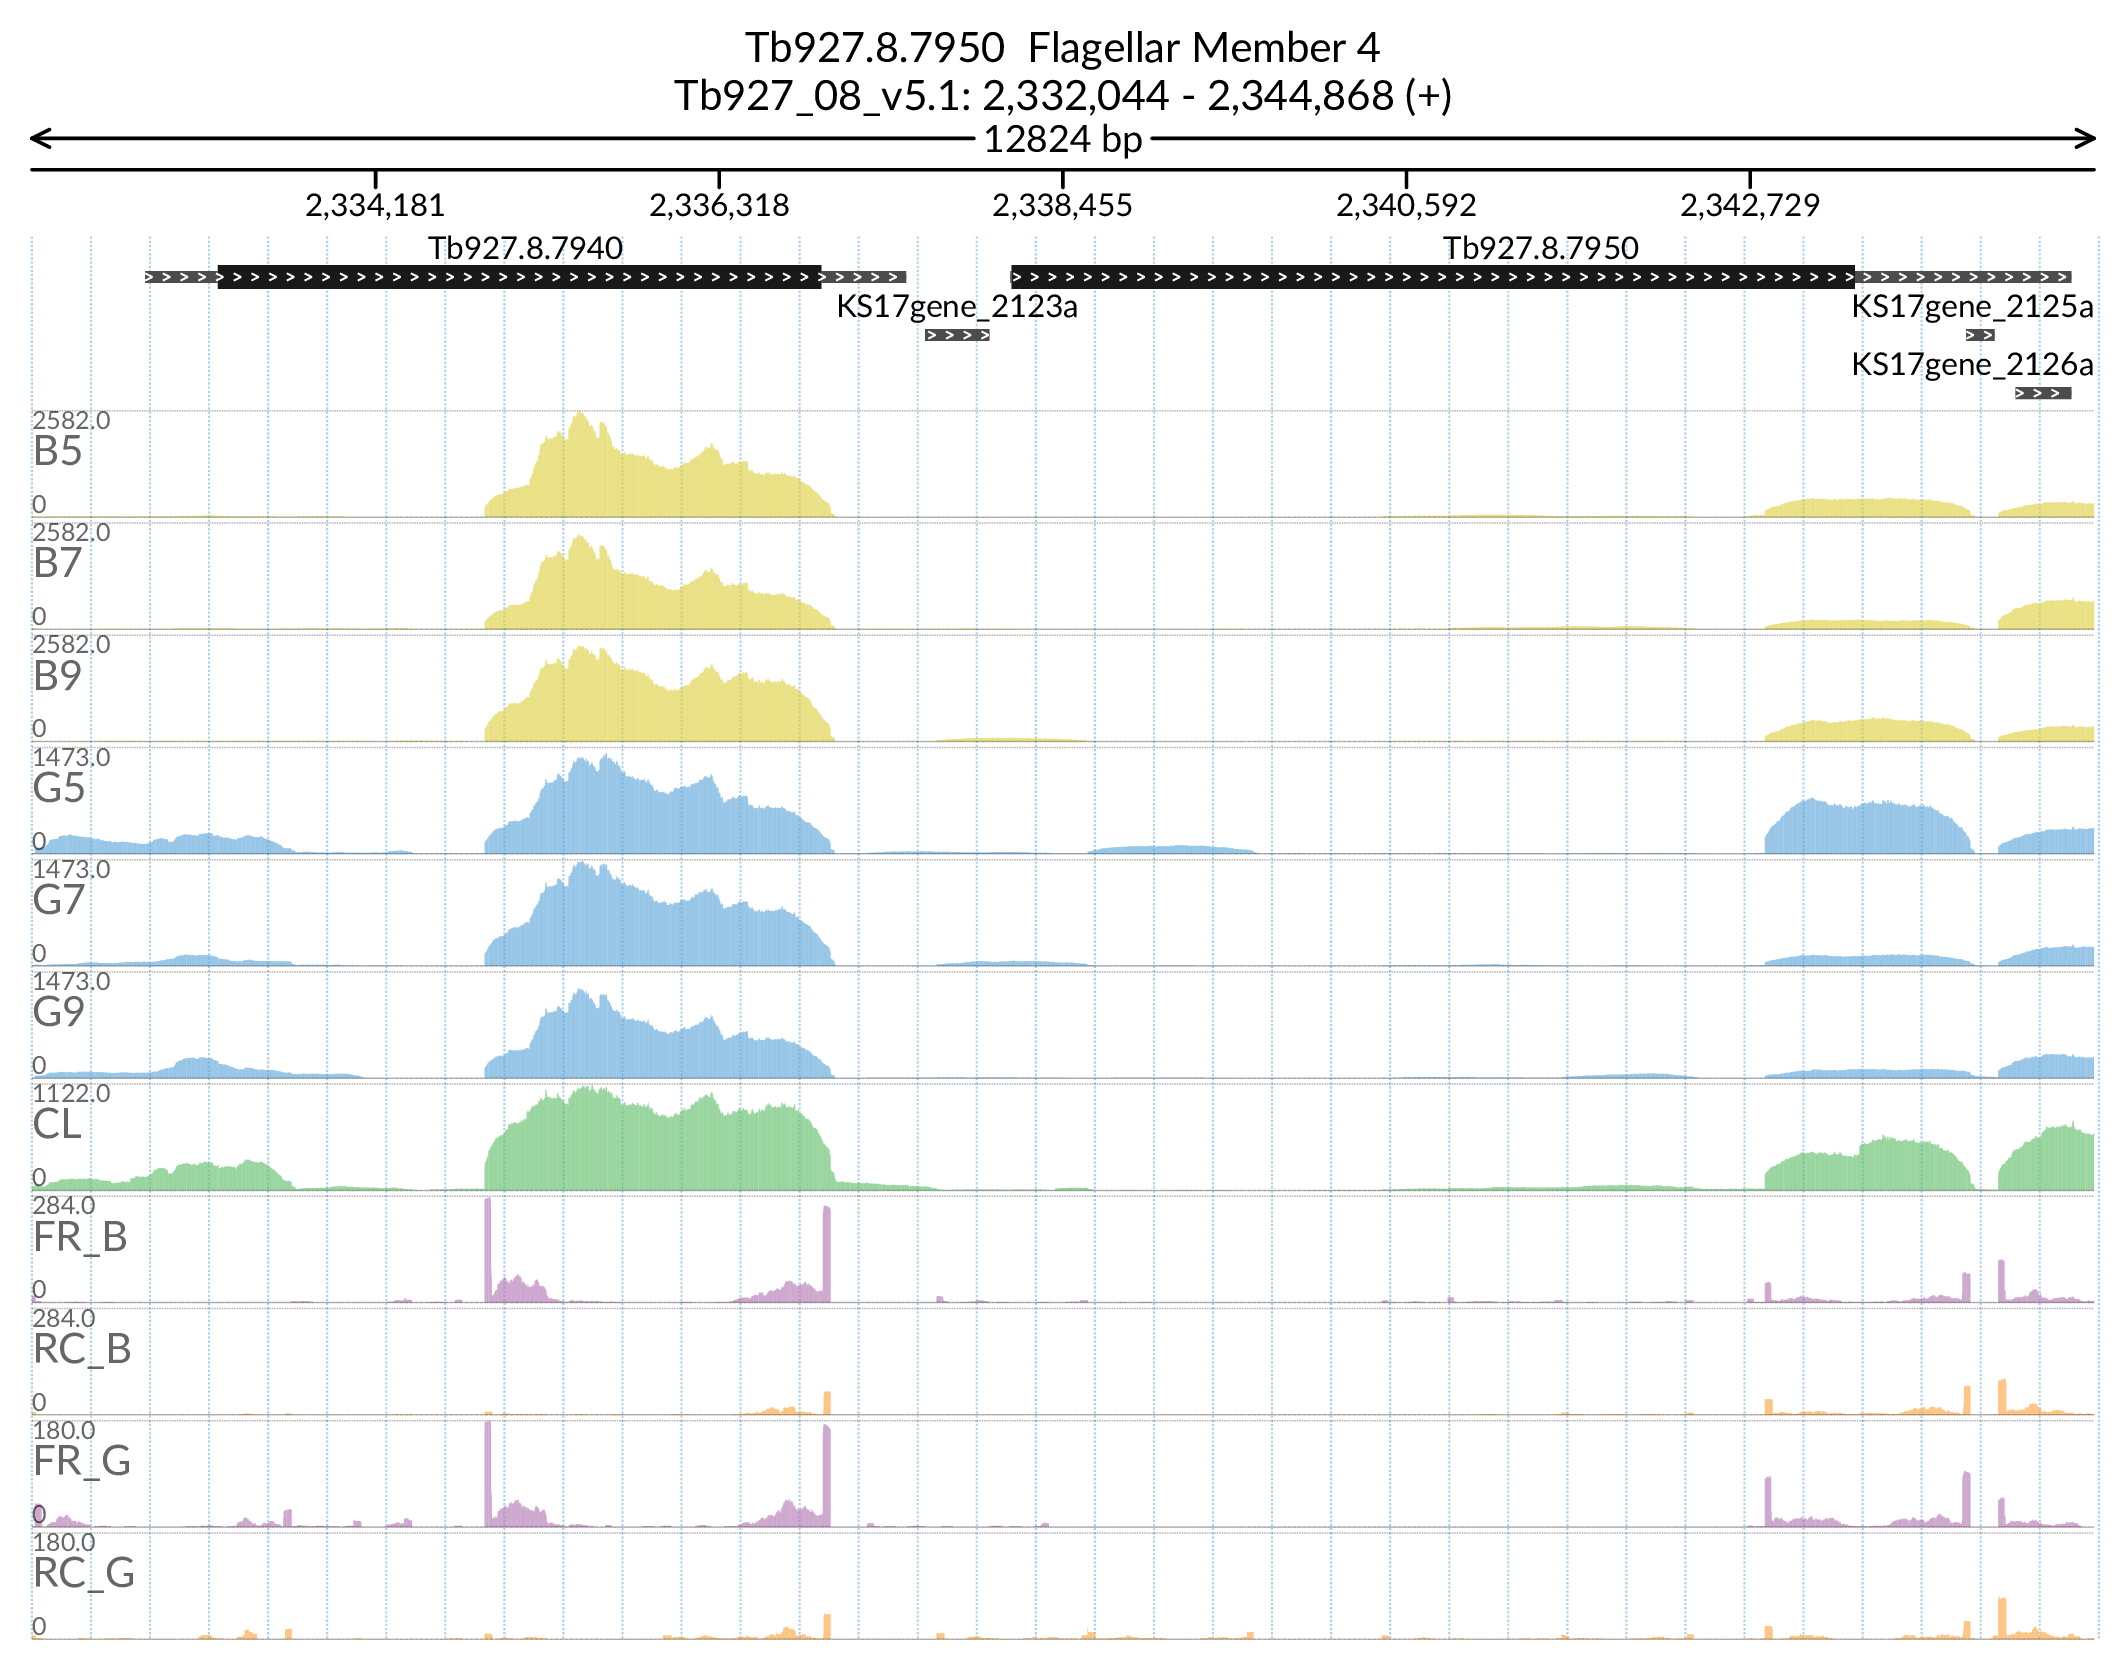 Tb927.8.7950  Flagellar Member 4
Tb927_08_v5.1: 2,332,044 - 2,344,868 (+)
12824 bp
2,334,181 2,336,318 2,338,455 2,340,592 2,342,729
Tb927.8.7940 Tb927.8.7950
KS17gene_2123a KS17gene_2125a
KS17gene_2126a
2582.0
B5
0
2582.0
B7
0
2582.0
B9
0
1473.0
G5
0
1473.0
G7
0
1473.0
G9
0
1122.0
CL
0
284.0
FR_B
0
284.0
RC_B
0
180.0
FR_G
0
180.0
RC_G
0